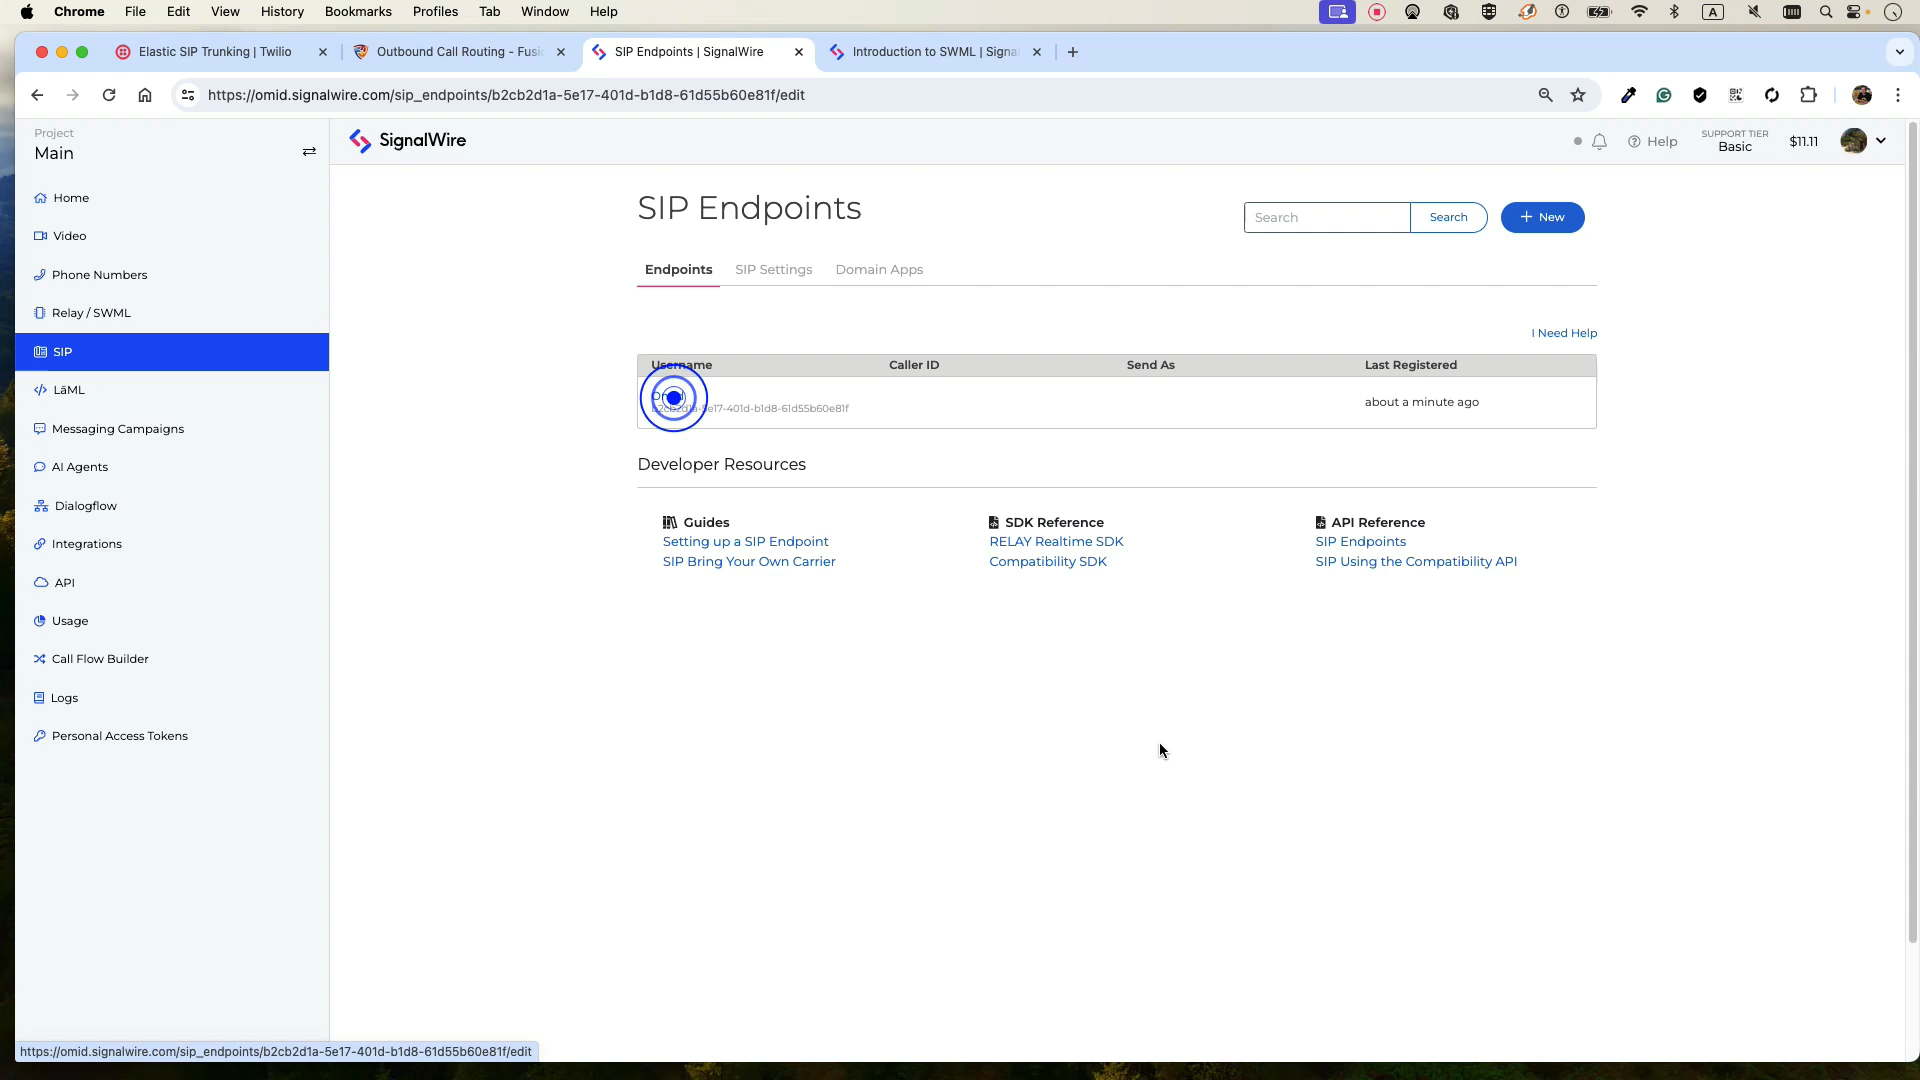 Chrome File Edit View History Bookmarks Profiles Tab Window Help
A
Elastic SIP Trunking | Twilio
Outbound Call Routing - Fusi
SIP Endpoints | SignalWire
Introduction to SWML | Signa
https://omid.signalwire.com/sip_endpoints/b2cb2d1a-5e17-401d-b1d8-61d55b60e81f/edit
Project
Main
SignalWire
Help
SUPPORT TIER
Basic
$11.11
Home
Video
Phone Numbers
Relay / SWML
SIP
LāML
Messaging Campaigns
AI Agents
Dialogflow
Integrations
API
Usage
Call Flow Builder
Logs
Personal Access Tokens
SIP Endpoints
Search
Search
+ New
Endpoints SIP Settings Domain Apps
I Need Help
Username Caller ID Send As Last Registered
b2cb2d1a-5e17-401d-b1d8-61d55b60e81f
about a minute ago
Developer Resources
Guides
Setting up a SIP Endpoint
SIP Bring Your Own Carrier
SDK Reference
RELAY Realtime SDK
Compatibility SDK
API Reference
SIP Endpoints
SIP Using the Compatibility API
https://omid.signalwire.com/sip_endpoints/b2cb2d1a-5e17-401d-b1d8-61d55b60e81f/edit